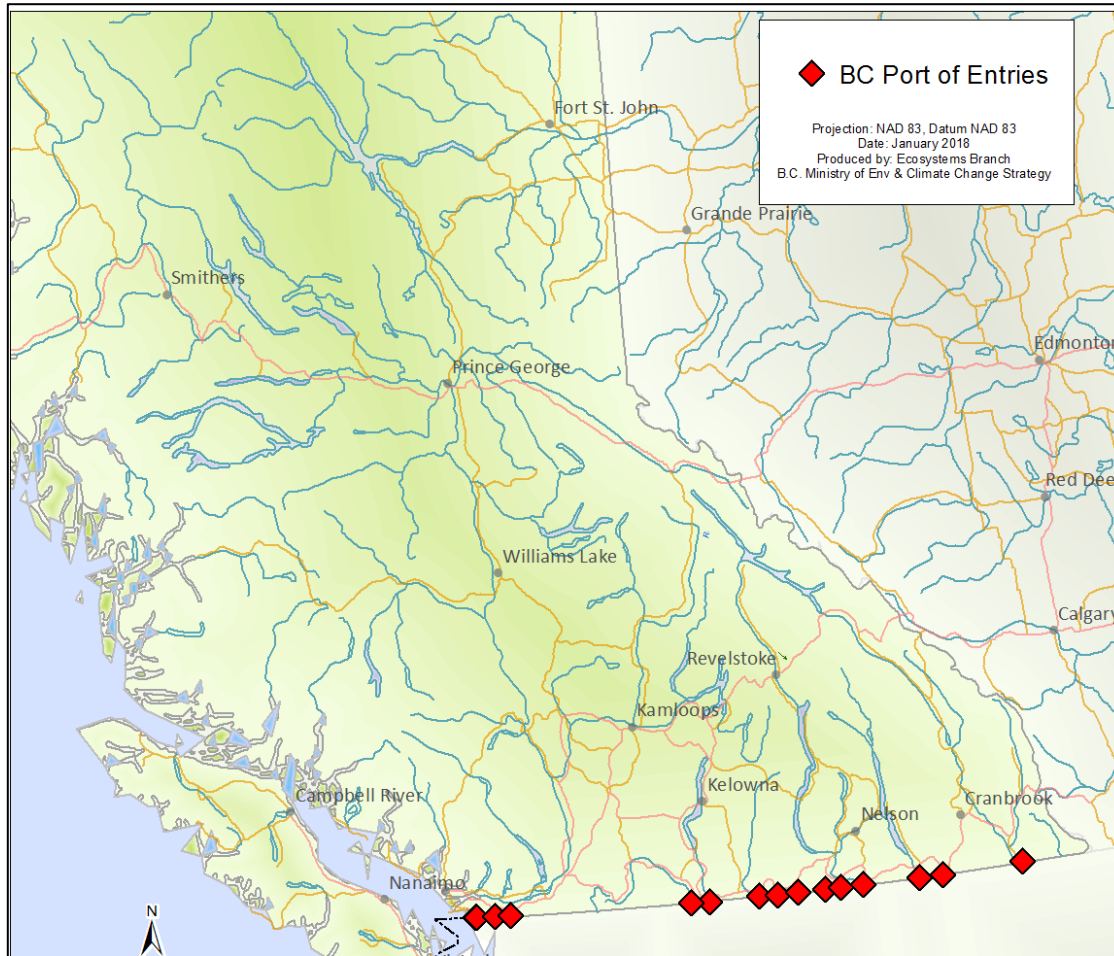 BC Port of Entries
Projection: NAD 83, Datum NAD 83
Date: January 2018
Produced by: Ecosystems Branch
B.C. Ministry of Env & Climate Change Strategy
Fort St. John
Grande Prairie
Smithers
Edmonton
Prince George
Red Dee
Williams Lake
Calgary
Revelstoke
Kamloops
Kelowna
Campbell River
Cranbrook
Nelson
Nanaimo
N